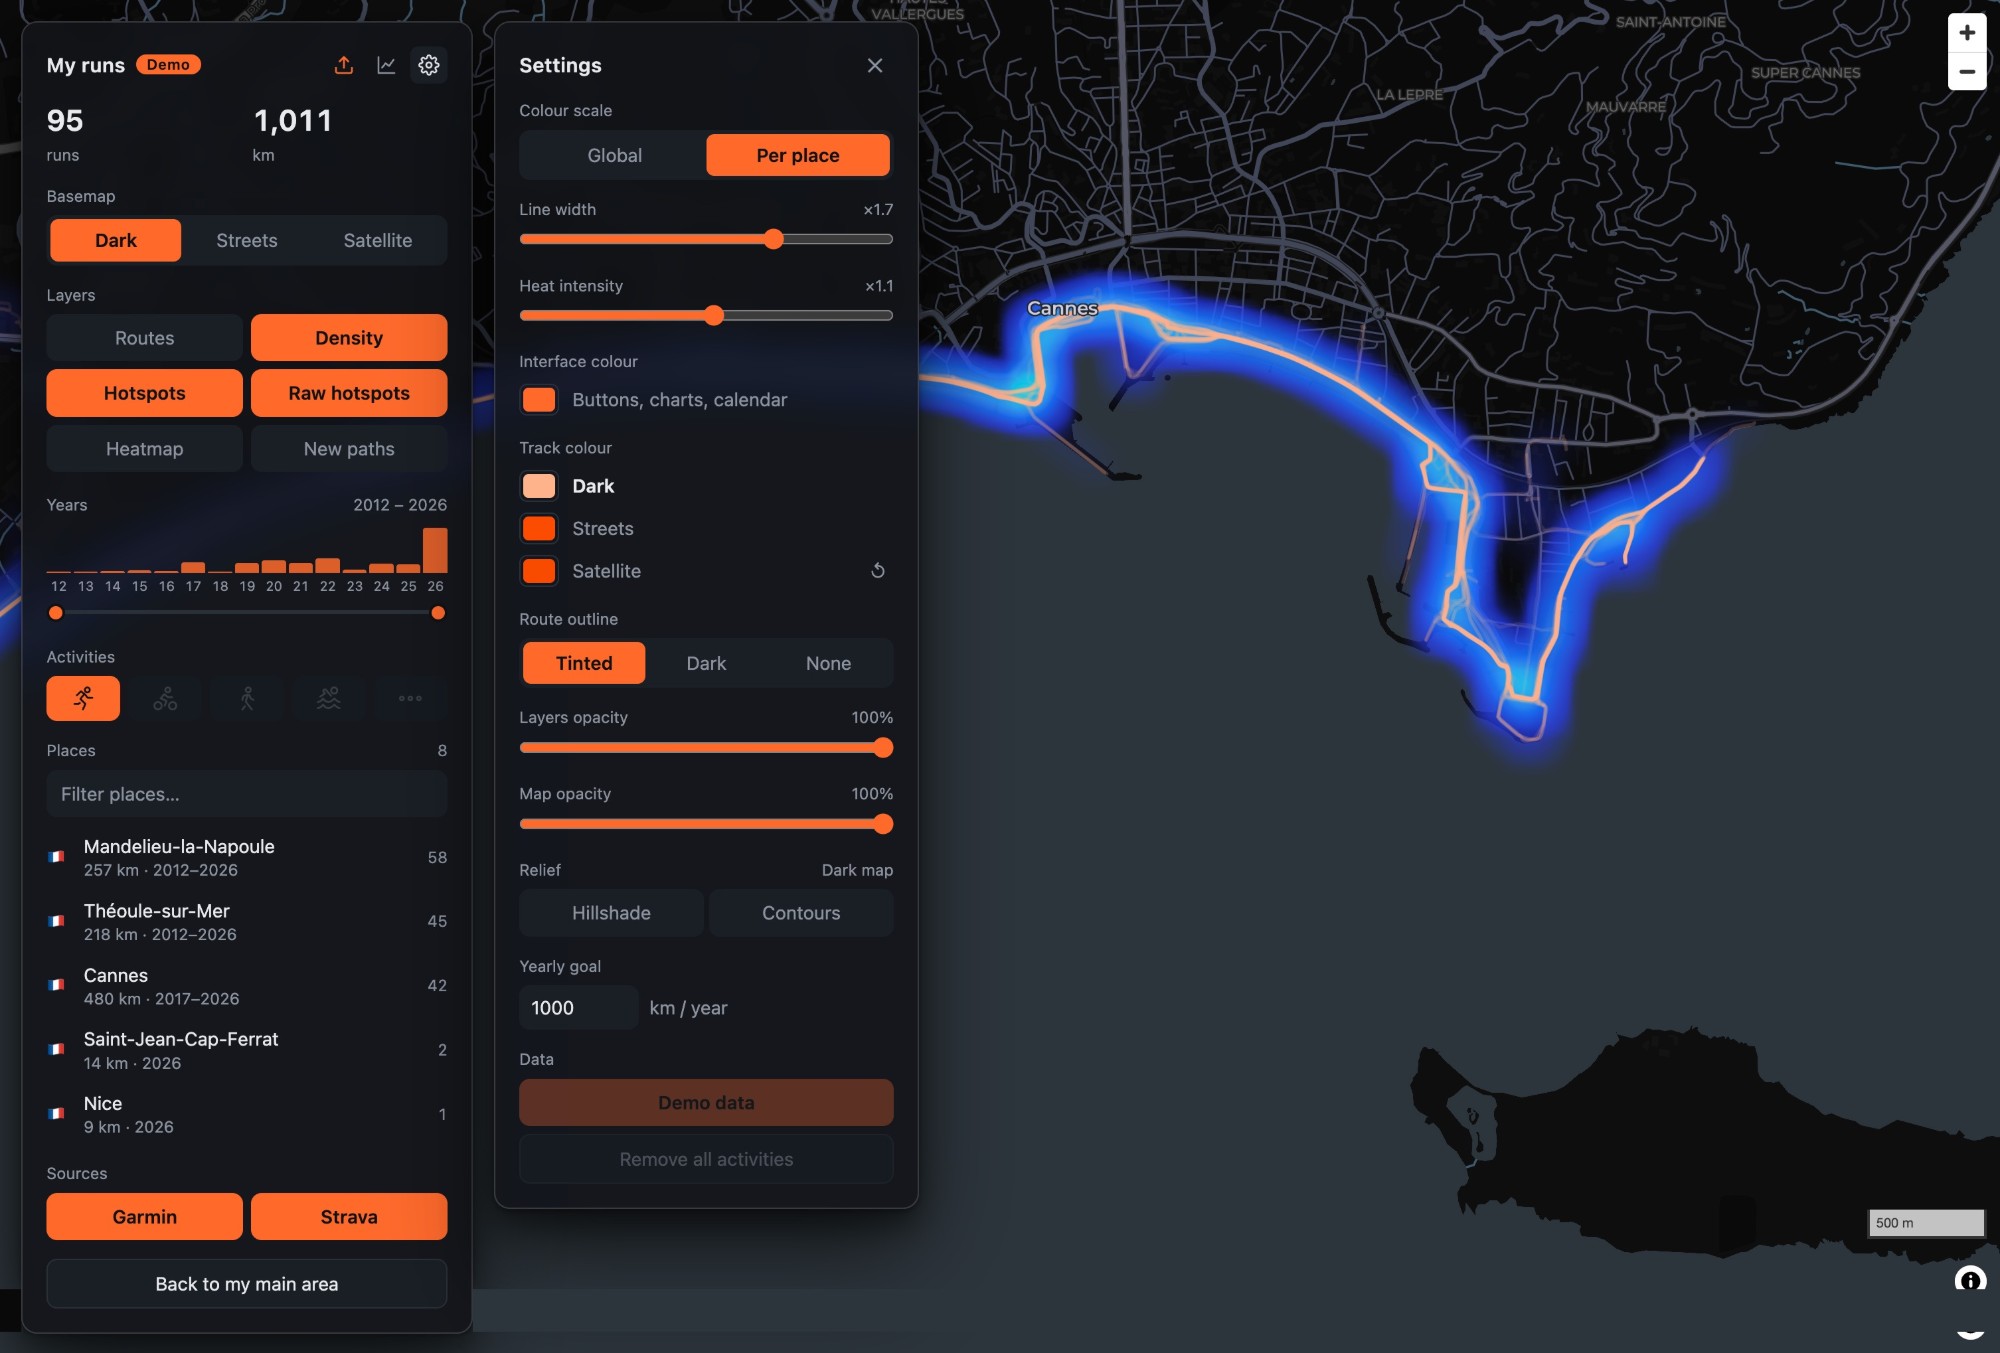 My runs Demo
95
runs
1,011
km
Basemap
Dark Streets Satellite
Layers
Routes Density
Hotspots Raw hotspots
Heatmap New paths
Years 2012 – 2026
12 13 14 15 16 17 18 19 20 21 22 23 24 25 26
Activities
Places 8
Filter places...
Mandelieu-la-Napoule
257 km · 2012–2026
58
Théoule-sur-Mer
218 km · 2012–2026
45
Cannes
480 km · 2017–2026
42
Saint-Jean-Cap-Ferrat
14 km · 2026
2
Nice
9 km · 2026
1
Sources
Garmin Strava
Back to my main area
Settings
Colour scale
Global Per place
Line width ×1.7
Heat intensity ×1.1
Interface colour
Buttons, charts, calendar
Track colour
Dark
Streets
Satellite
Route outline
Tinted Dark None
Layers opacity 100%
Map opacity 100%
Relief Dark map
Hillshade Contours
Yearly goal
1000 km / year
Data
Demo data
Remove all activities
VALLERGUES
SAINT-ANTOINE
SUPER CANNES
LA LEPRE
MAUVARRE
Cannes
500 m